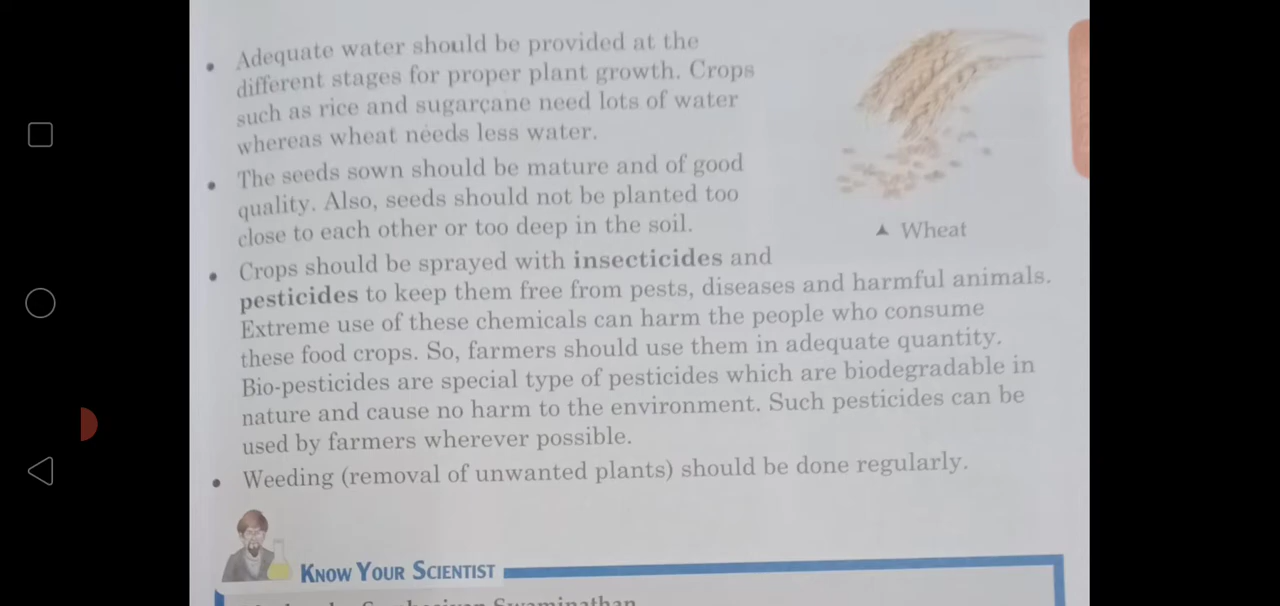 Adequate water should be provided at the
different stages for proper plant growth. Crops
such as rice and sugarcane need lots of water
whereas wheat needs less water.
The seeds sown should be mature and of good
quality. Also, seeds should not be planted too
close to each other or too deep in the soil.
▲ Wheat
Crops should be sprayed with insecticides and
pesticides to keep them free from pests, diseases and harmful animals.
Extreme use of these chemicals can harm the people who consume
these food crops. So, farmers should use them in adequate quantity.
Bio-pesticides are special type of pesticides which are biodegradable in
nature and cause no harm to the environment. Such pesticides can be
used by farmers wherever possible.
Weeding (removal of unwanted plants) should be done regularly.
KNOW YOUR SCIENTIST
Swaminathan